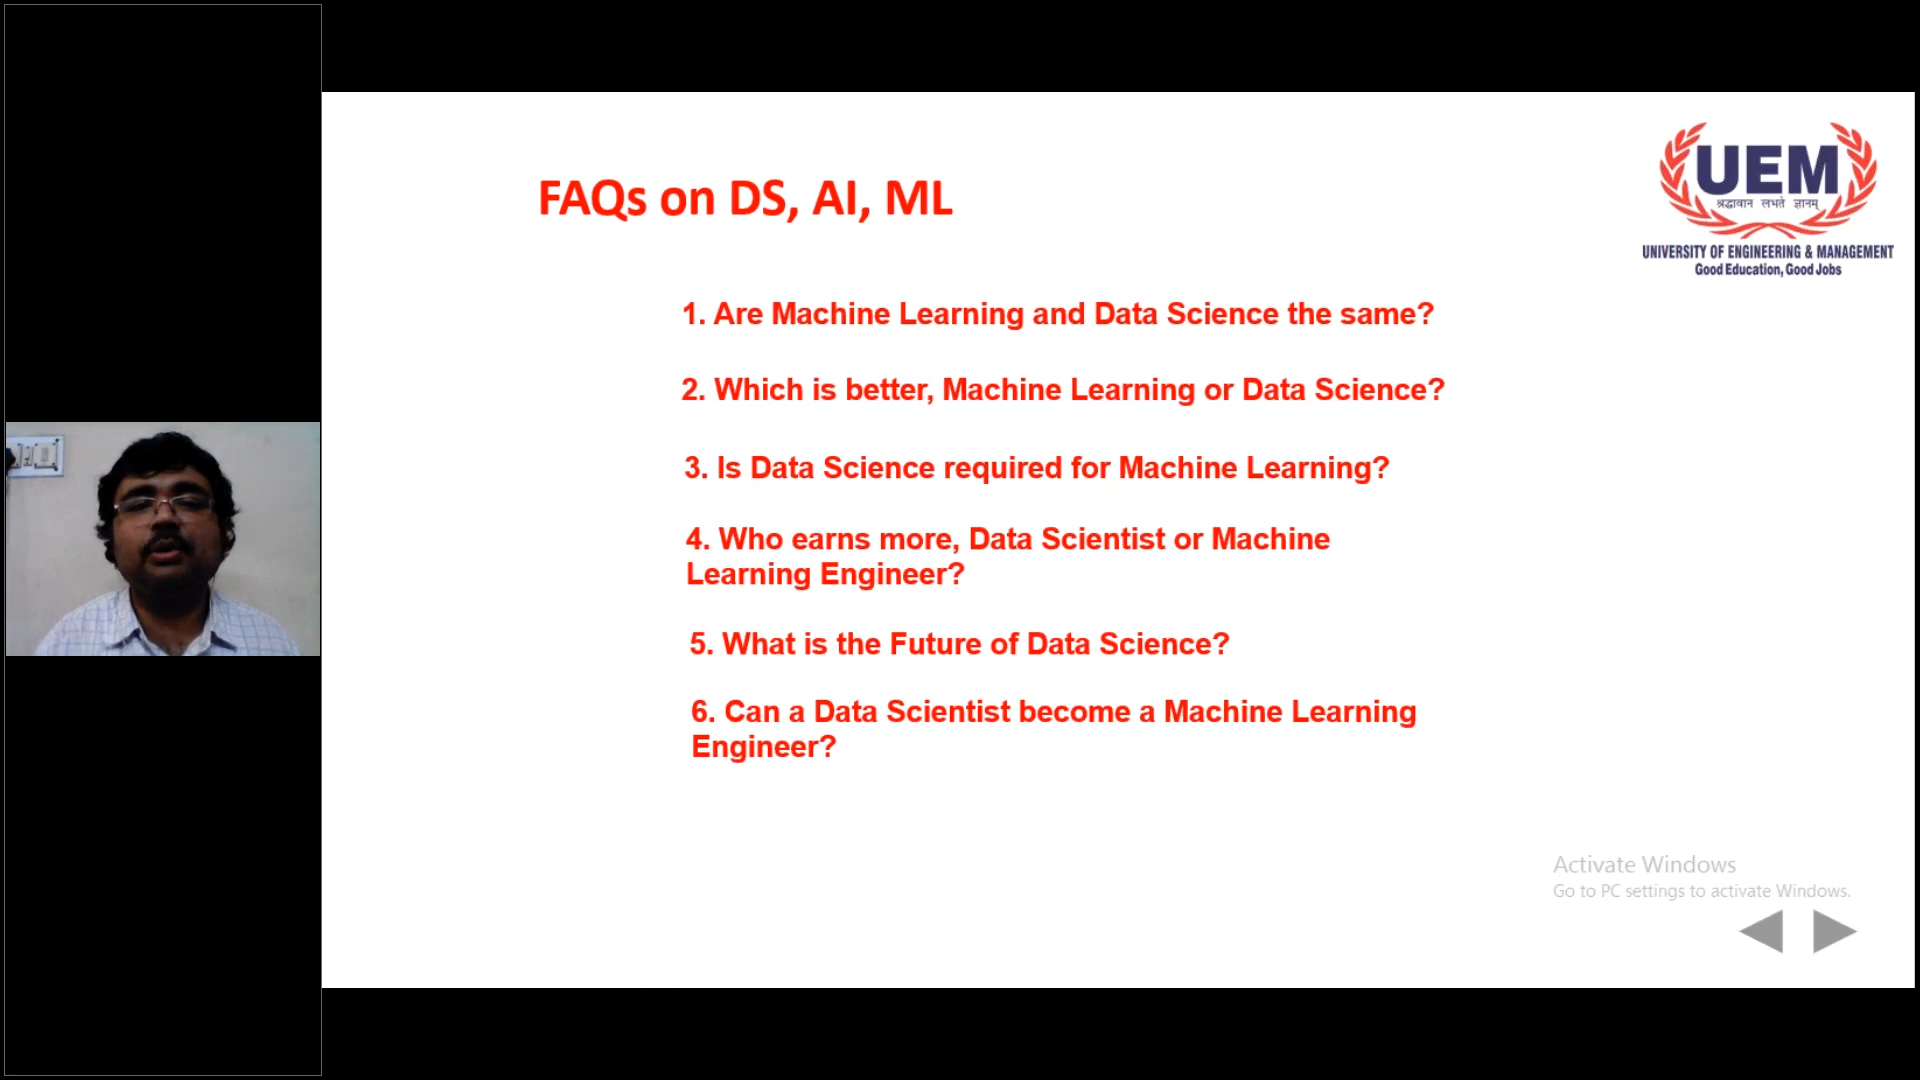 UEM
श्रद्धावान लभते ज्ञानम्
UNIVERSITY OF ENGINEERING & MANAGEMENT
Good Education, Good Jobs
FAQs on DS, AI, ML
1. Are Machine Learning and Data Science the same?
2. Which is better, Machine Learning or Data Science?
3. Is Data Science required for Machine Learning?
4. Who earns more, Data Scientist or Machine
Learning Engineer?
5. What is the Future of Data Science?
6. Can a Data Scientist become a Machine Learning
Engineer?
Activate Windows
Go to PC settings to activate Windows.